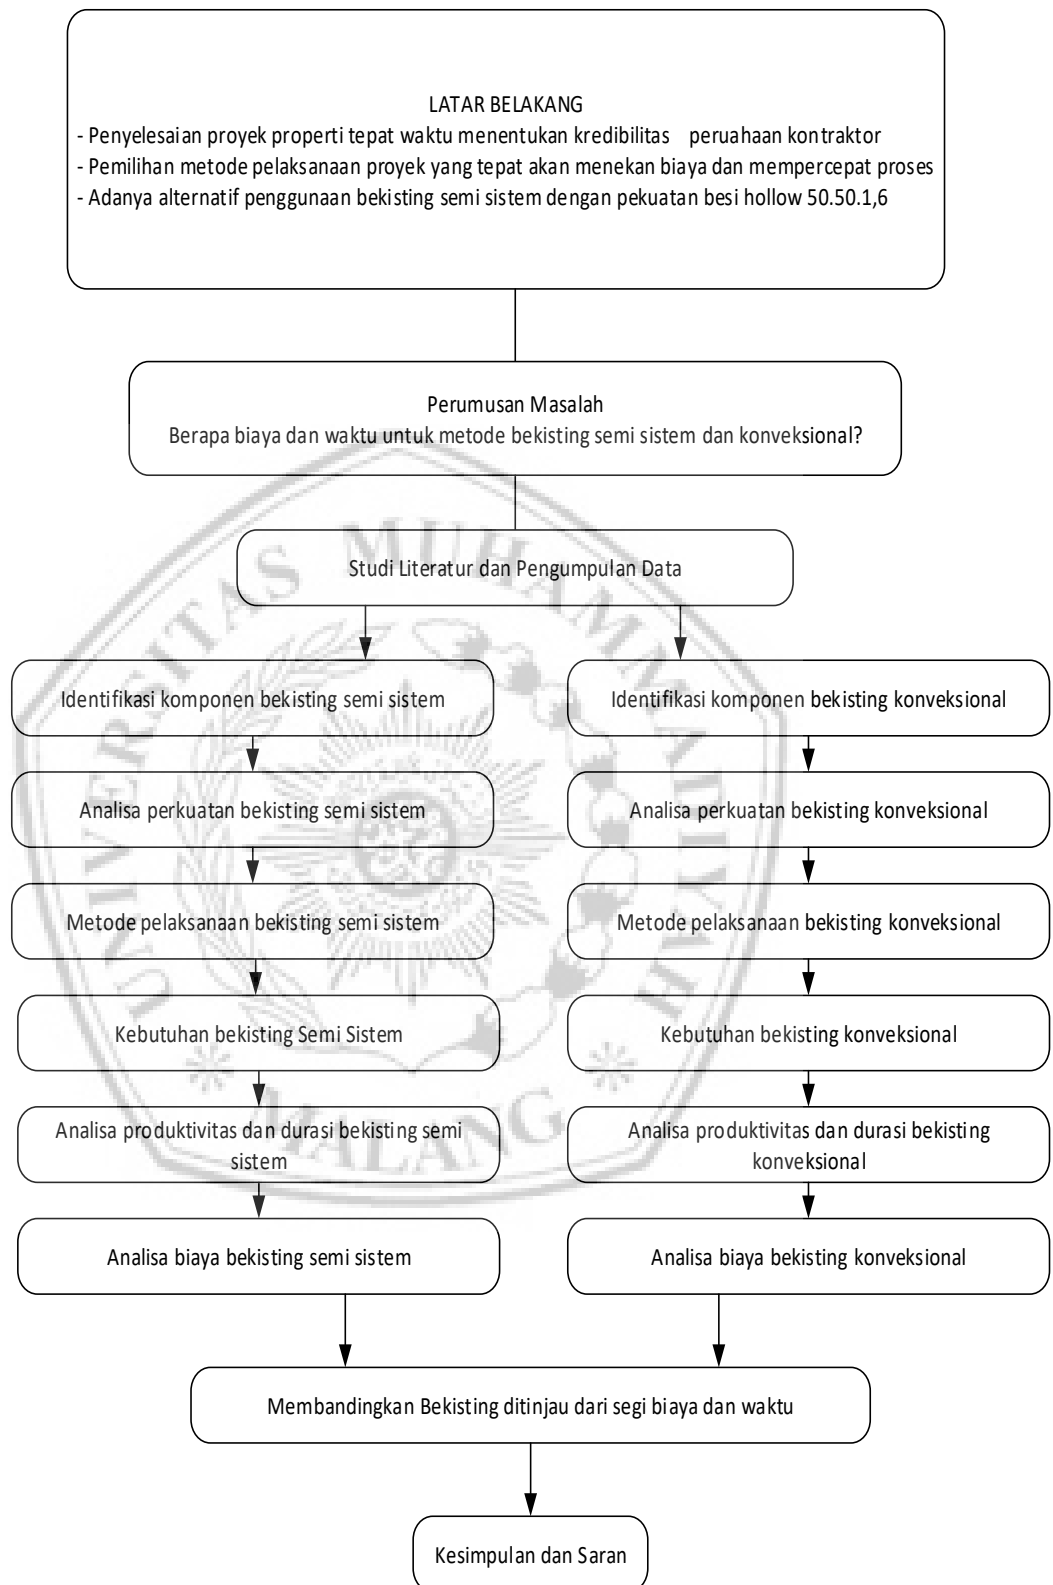 LATAR BELAKANG
- Penyelesaian proyek properti tepat waktu menentukan kredibilitas peruahaan kontraktor
- Pemilihan metode pelaksanaan proyek yang tepat akan menekan biaya dan mempercepat proses
- Adanya alternatif penggunaan bekisting semi sistem dengan pekuatan besi hollow 50.50.1,6
Perumusan Masalah
Berapa biaya dan waktu untuk metode bekisting semi sistem dan konveksional?
Studi Literatur dan Pengumpulan Data
Identifikasi komponen bekisting semi sistem
Analisa perkuatan bekisting semi sistem
Metode pelaksanaan bekisting semi sistem
Kebutuhan bekisting Semi Sistem
Analisa produktivitas dan durasi bekisting semi
sistem
Analisa biaya bekisting semi sistem
Identifikasi komponen bekisting konveksional
Analisa perkuatan bekisting konveksional
Metode pelaksanaan bekisting konveksional
Kebutuhan bekisting konveksional
Analisa produktivitas dan durasi bekisting
konveksional
Analisa biaya bekisting konveksional
Membandingkan Bekisting ditinjau dari segi biaya dan waktu
Kesimpulan dan Saran
UNIVERSITAS MUHAMMADIYAH
MALANG